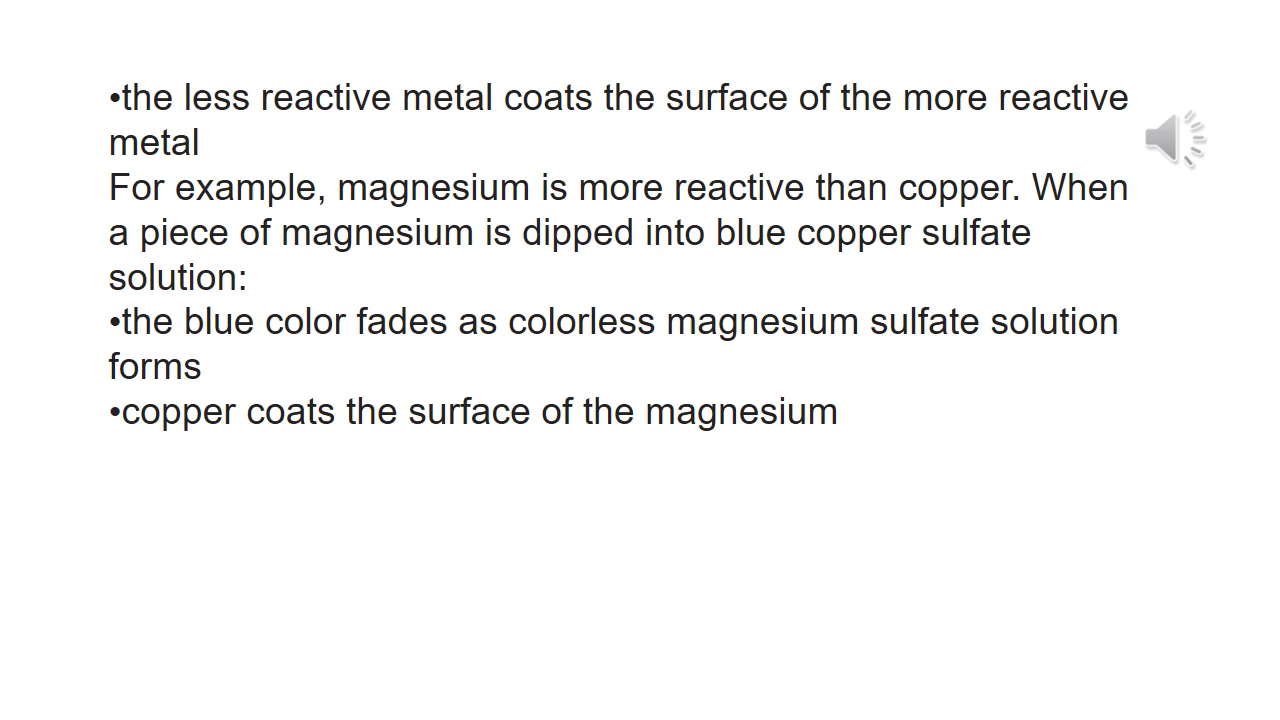 •the less reactive metal coats the surface of the more reactive
metal
For example, magnesium is more reactive than copper. When
a piece of magnesium is dipped into blue copper sulfate
solution:
•the blue color fades as colorless magnesium sulfate solution
forms
•copper coats the surface of the magnesium